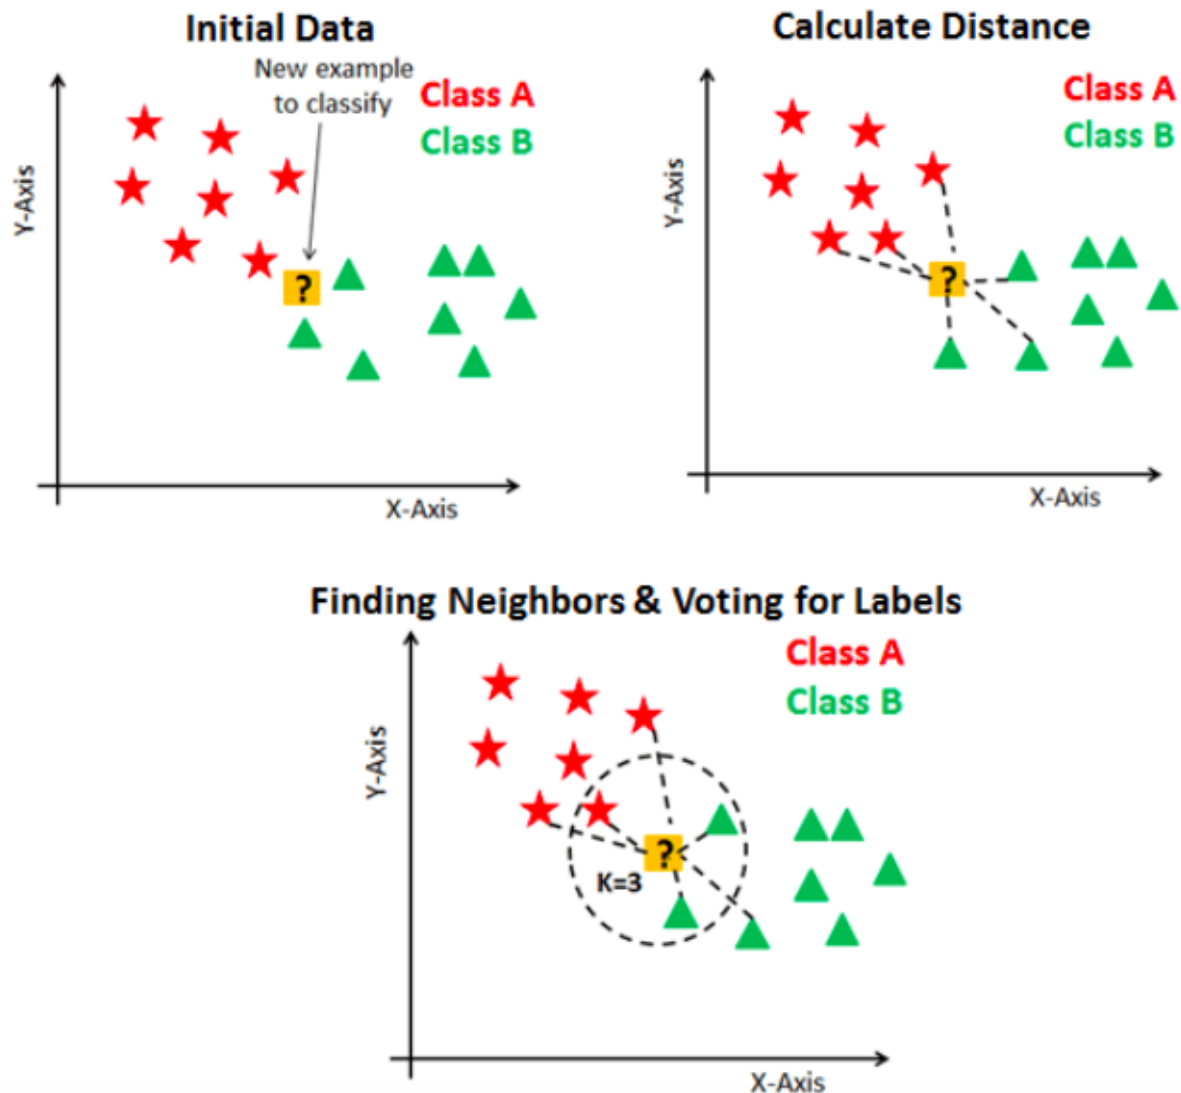 Initial Data
New example
to classify
Class A
Class B
Y-Axis
?
X-Axis
Calculate Distance
Class A
Class B
Y-Axis
?
X-Axis
Finding Neighbors & Voting for Labels
Class A
Class B
Y-Axis
?
K=3
X-Axis